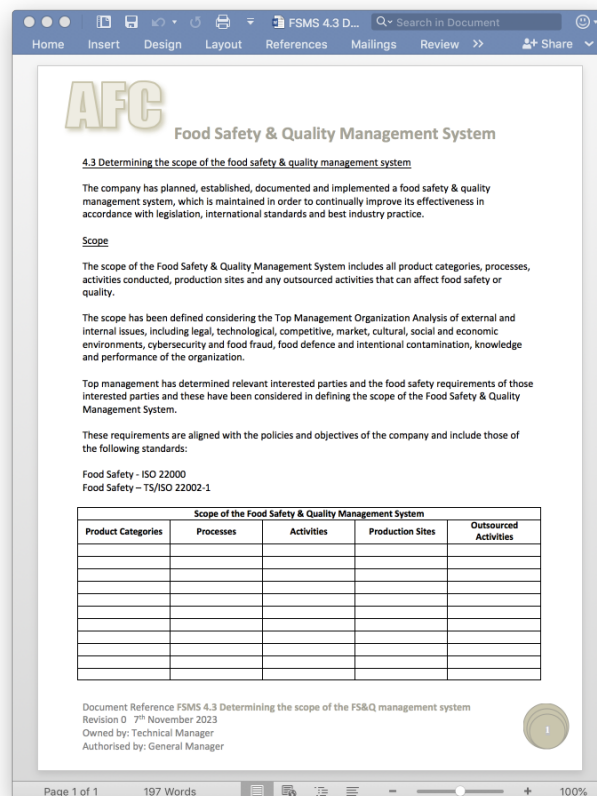 FSMS 4.3 D...
Search in Document
Home Insert Design Layout References Mailings Review >> Share
AFC
Food Safety & Quality Management System
4.3 Determining the scope of the food safety & quality management system
The company has planned, established, documented and implemented a food safety & quality
management system, which is maintained in order to continually improve its effectiveness in
accordance with legislation, international standards and best industry practice.
Scope
The scope of the Food Safety & Quality Management System includes all product categories, processes,
activities conducted, production sites and any outsourced activities that can affect food safety or
quality.
The scope has been defined considering the Top Management Organization Analysis of external and
internal issues, including legal, technological, competitive, market, cultural, social and economic
environments, cybersecurity and food fraud, food defence and intentional contamination, knowledge
and performance of the organization.
Top management has determined relevant interested parties and the food safety requirements of those
interested parties and these have been considered in defining the scope of the Food Safety & Quality
Management System.
These requirements are aligned with the policies and objectives of the company and include those of
the following standards:
Food Safety - ISO 22000
Food Safety – TS/ISO 22002-1
Scope of the Food Safety & Quality Management System
Product Categories Processes Activities Production Sites Outsourced
Activities
Document Reference FSMS 4.3 Determining the scope of the FS&Q management system
Revision 0 7th November 2023
Owned by: Technical Manager
Authorised by: General Manager
1
Page 1 of 1 197 Words 100%